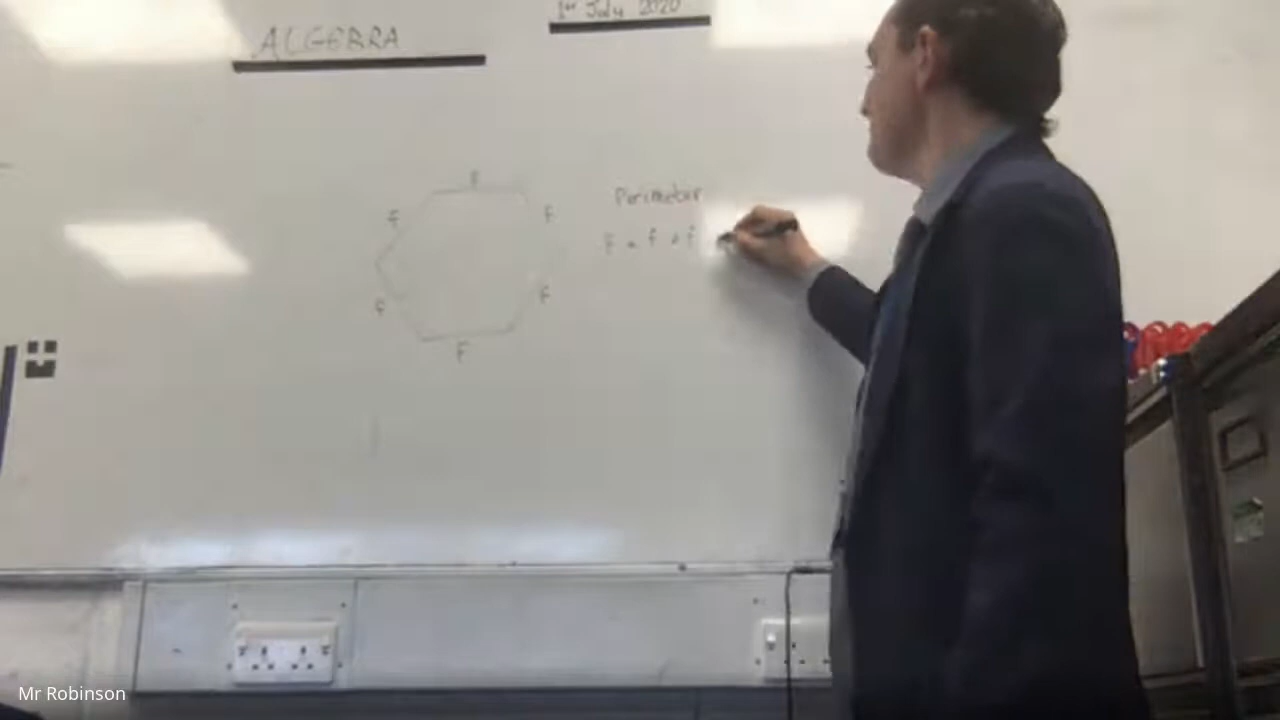 ALGEBRA
1st July 2020
F
F
F
Perimeter
F + f + f
F
F
F
Mr Robinson